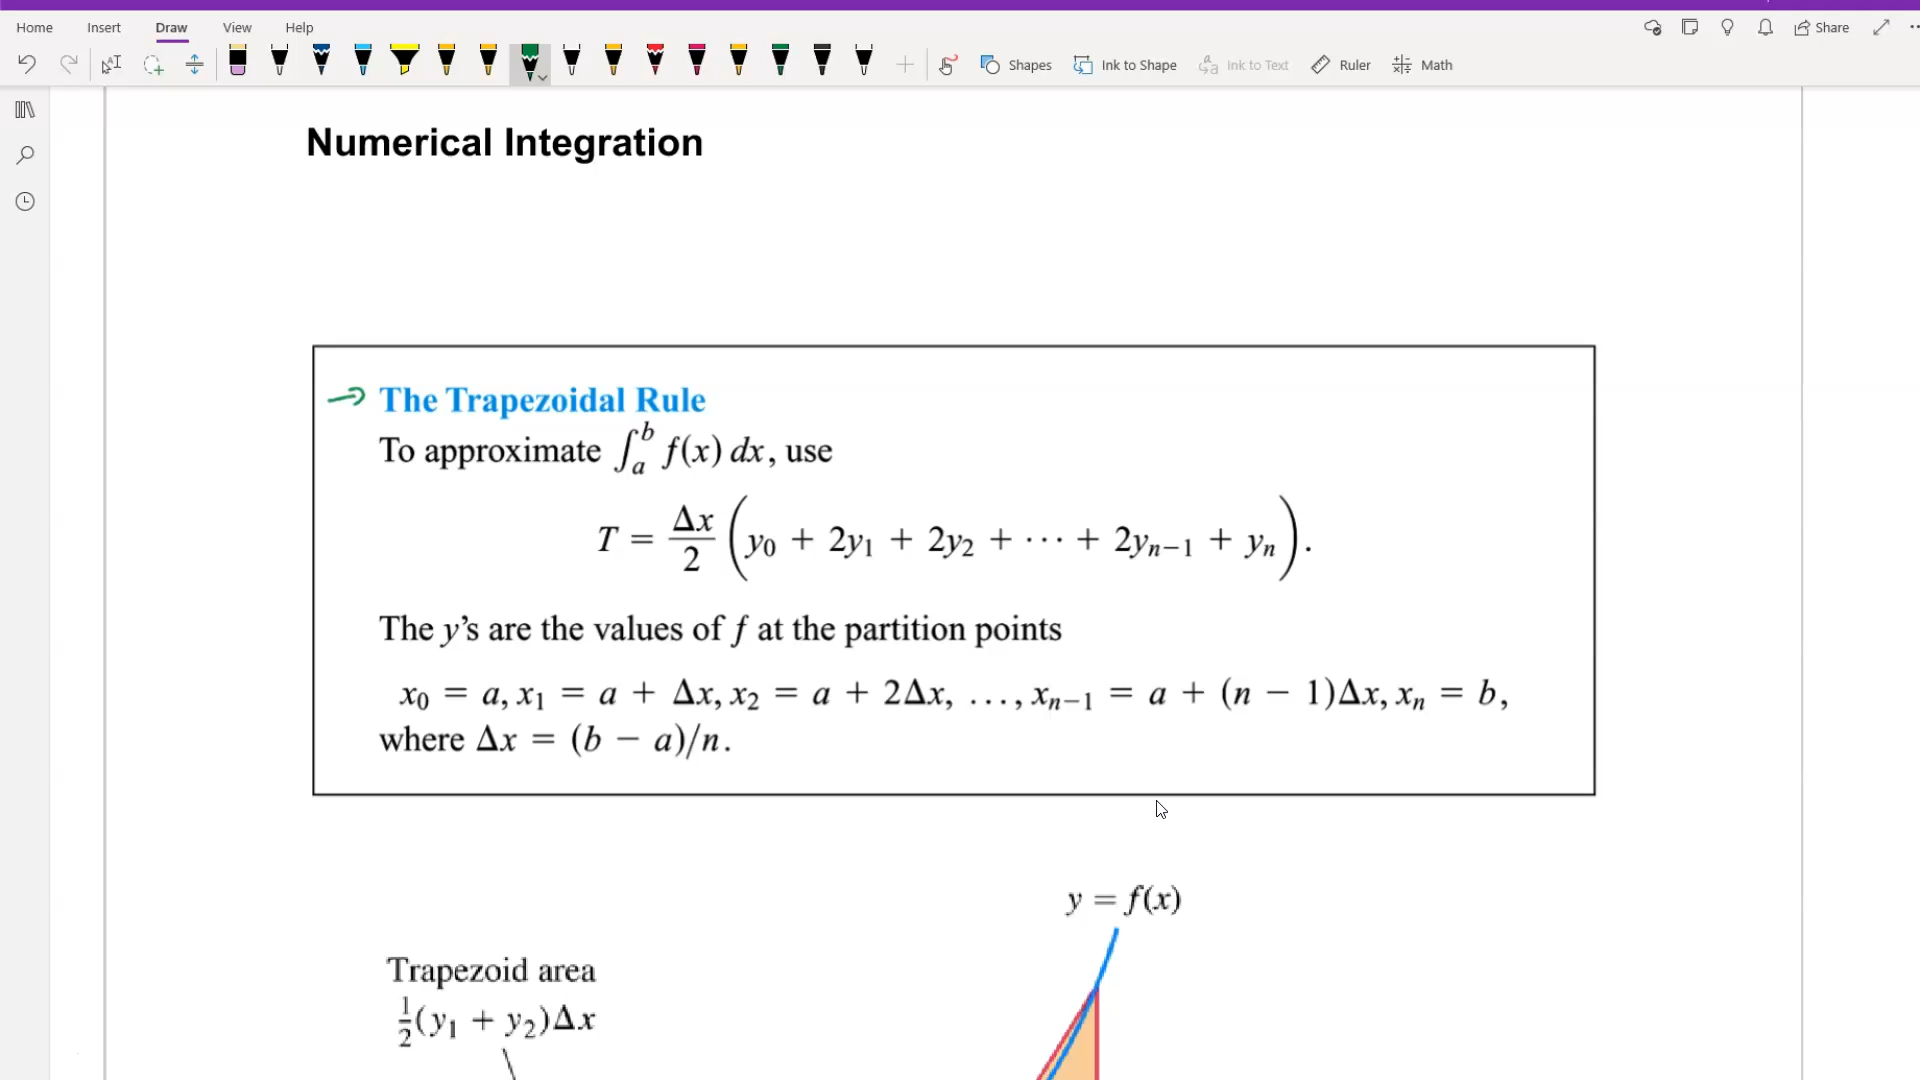 Home Insert Draw View Help Share
Shapes Ink to Shape Ink to Text Ruler Math
Numerical Integration
The Trapezoidal Rule
To approximate ∫_a^b f(x) dx, use
T = Δx/2 (y₀ + 2y₁ + 2y₂ + ⋯ + 2yₙ₋₁ + yₙ).
The y’s are the values of f at the partition points
x₀ = a, x₁ = a + Δx, x₂ = a + 2Δx, …, xₙ₋₁ = a + (n − 1)Δx, xₙ = b,
where Δx = (b − a)/n.
y = f(x)
Trapezoid area
½(y₁ + y₂)Δx